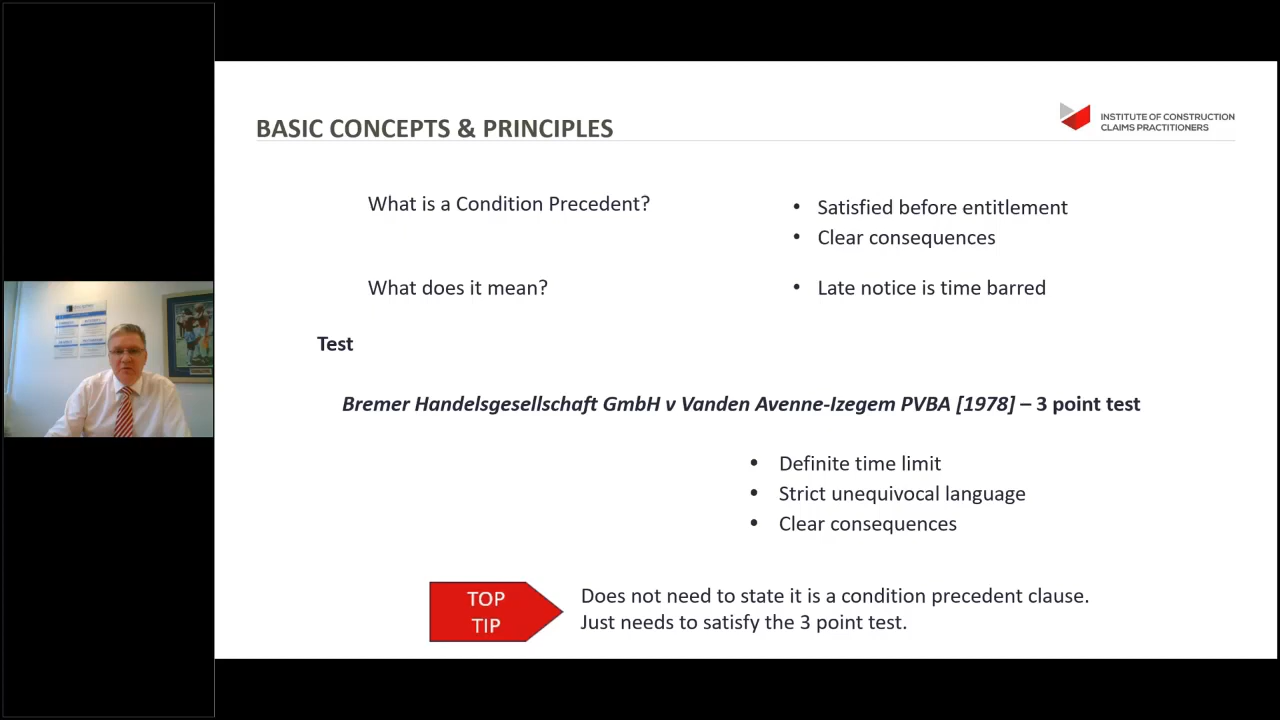 BASIC CONCEPTS & PRINCIPLES
INSTITUTE OF CONSTRUCTION
CLAIMS PRACTITIONERS
What is a Condition Precedent?
• Satisfied before entitlement
• Clear consequences
What does it mean?
• Late notice is time barred
Test
Bremer Handelsgesellschaft GmbH v Vanden Avenne-Izegem PVBA [1978] – 3 point test
• Definite time limit
• Strict unequivocal language
• Clear consequences
TOP
TIP
Does not need to state it is a condition precedent clause.
Just needs to satisfy the 3 point test.